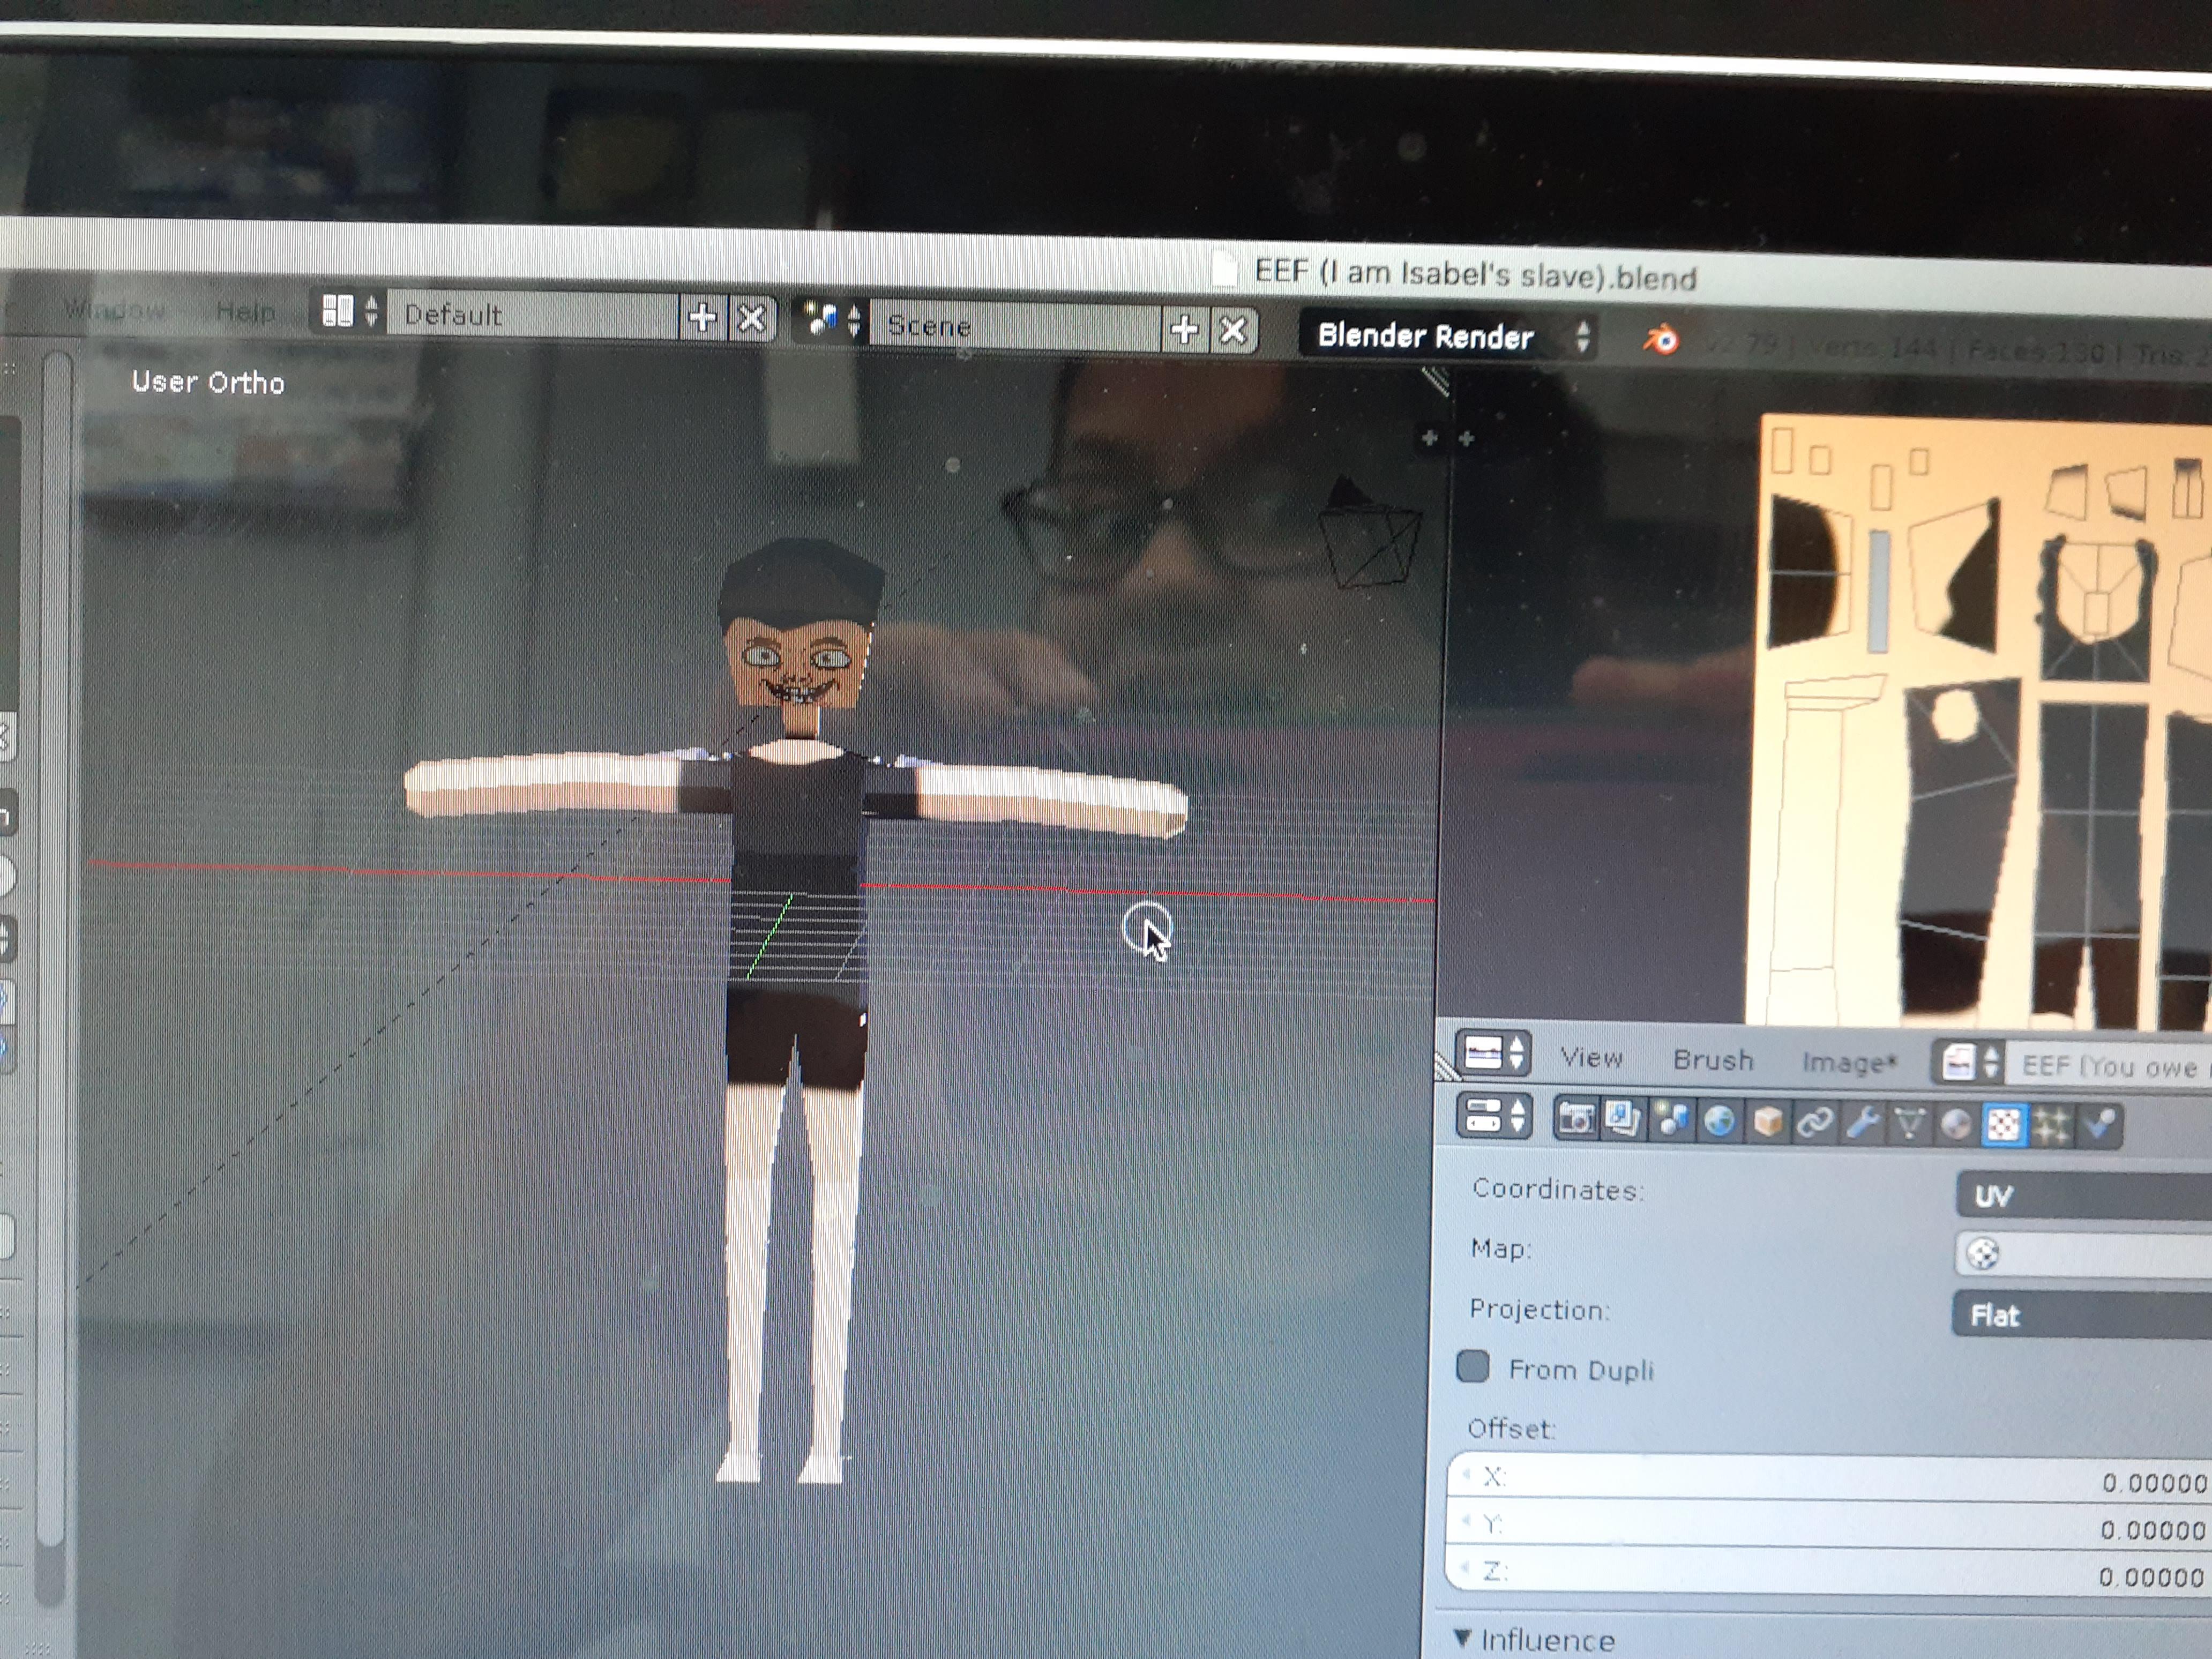 EEF (I am Isabel's slave).blend
Window Help Default Scene Blender Render v2.79 | Verts:144 | Faces:130 | Tris:
User Ortho
View Brush Image* EEF (You owe
Coordinates: UV
Map:
Projection: Flat
From Dupli
Offset:
X: 0.00000
Y: 0.00000
Z: 0.00000
Influence